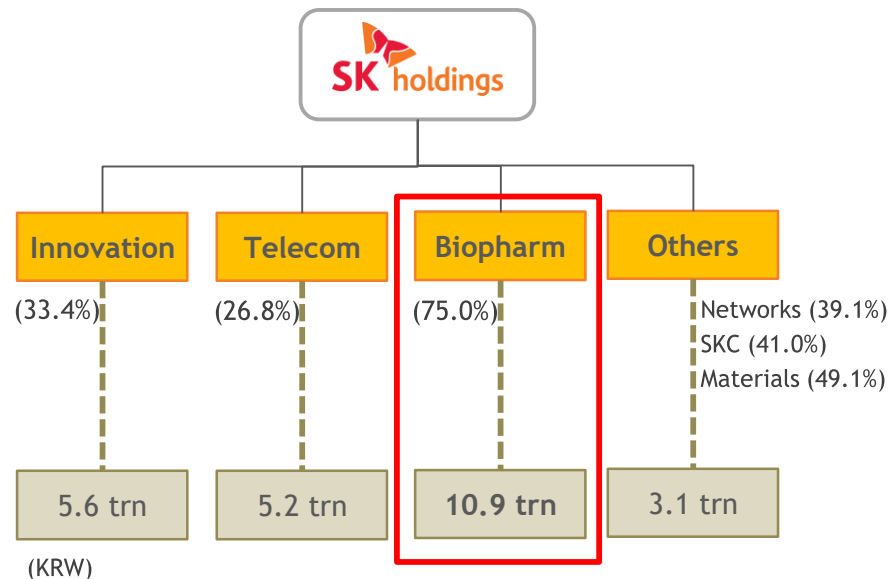 SK holdings
Innovation
Telecom
Biopharm
Others
(33.4%)
(26.8%)
(75.0%)
Networks (39.1%)
SKC (41.0%)
Materials (49.1%)
5.6 trn
5.2 trn
10.9 trn
3.1 trn
(KRW)